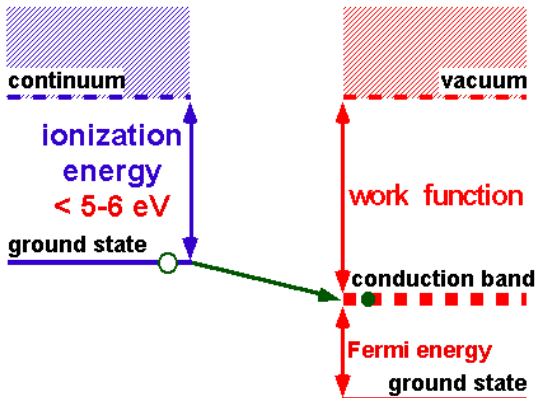 continuum
ionization
energy
< 5-6 eV
ground state
vacuum
work function
conduction band
Fermi energy
ground state